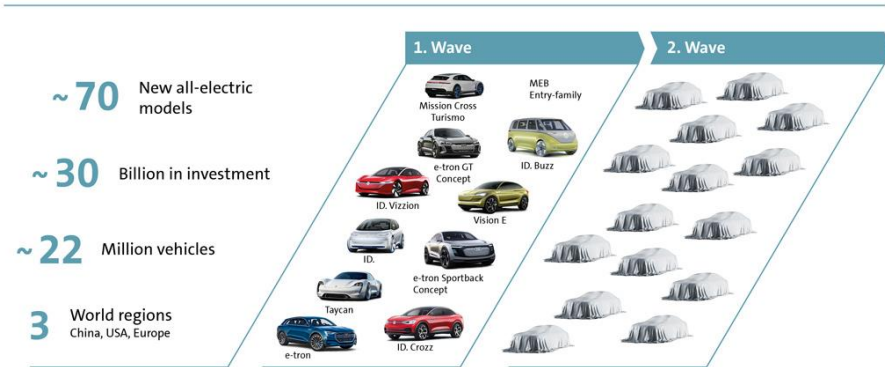 1. Wave
2. Wave
~ 70
New all-electric
models
~ 30
Billion in investment
~ 22
Million vehicles
3
World regions
China, USA, Europe
Mission Cross
Turismo
MEB
Entry-family
e-tron GT
Concept
ID. Buzz
ID. Vizzion
Vision E
ID.
e-tron Sportback
Concept
Taycan
e-tron
ID. Crozz